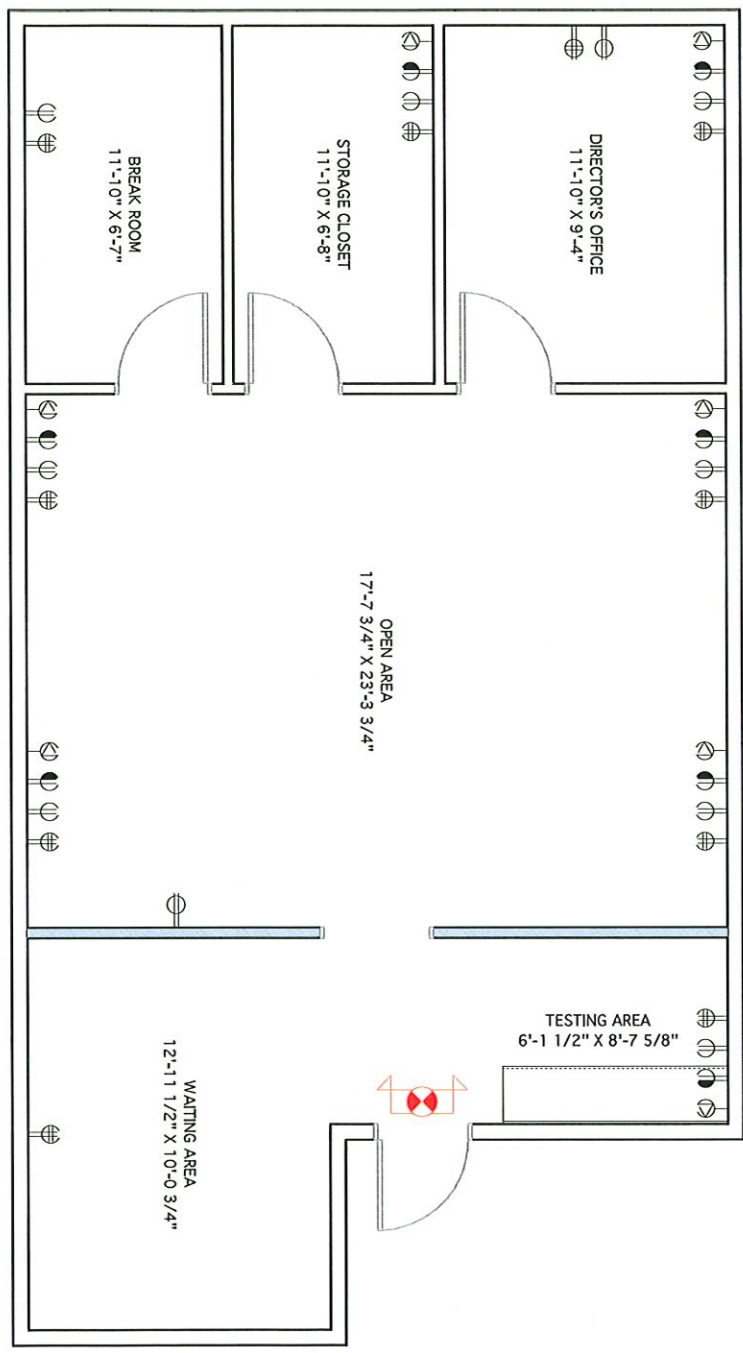 DIRECTOR'S OFFICE
11'-10" X 9'-4"
STORAGE CLOSET
11'-10" X 6'-8"
BREAK ROOM
11'-10" X 6'-7"
OPEN AREA
17'-7 3/4" X 23'-3 3/4"
TESTING AREA
6'-1 1/2" X 8'-7 5/8"
WAITING AREA
12'-11 1/2" X 10'-0 3/4"